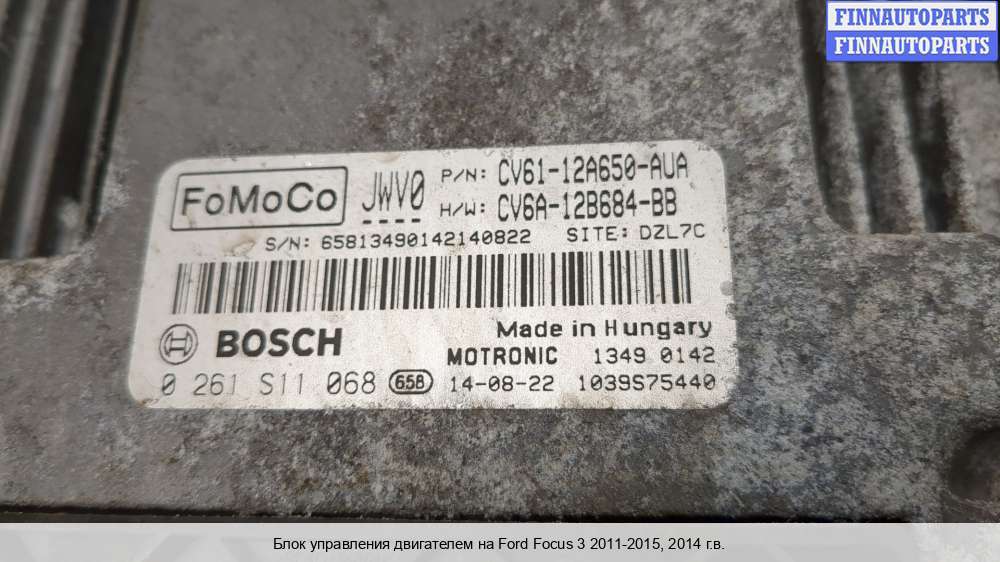 FINNAUTOPARTS
FINNAUTOPARTS
FoMoCo JWV0 P/N: CV61-12A650-AUA
H/W: CV6A-12B684-BB
S/N: 65813490142140822 SITE: DZL7C
BOSCH Made in Hungary
MOTRONIC 1349 0142
0 261 S11 068 658 14-08-22 1039S75440
Блок управления двигателем на Ford Focus 3 2011-2015, 2014 г.в.